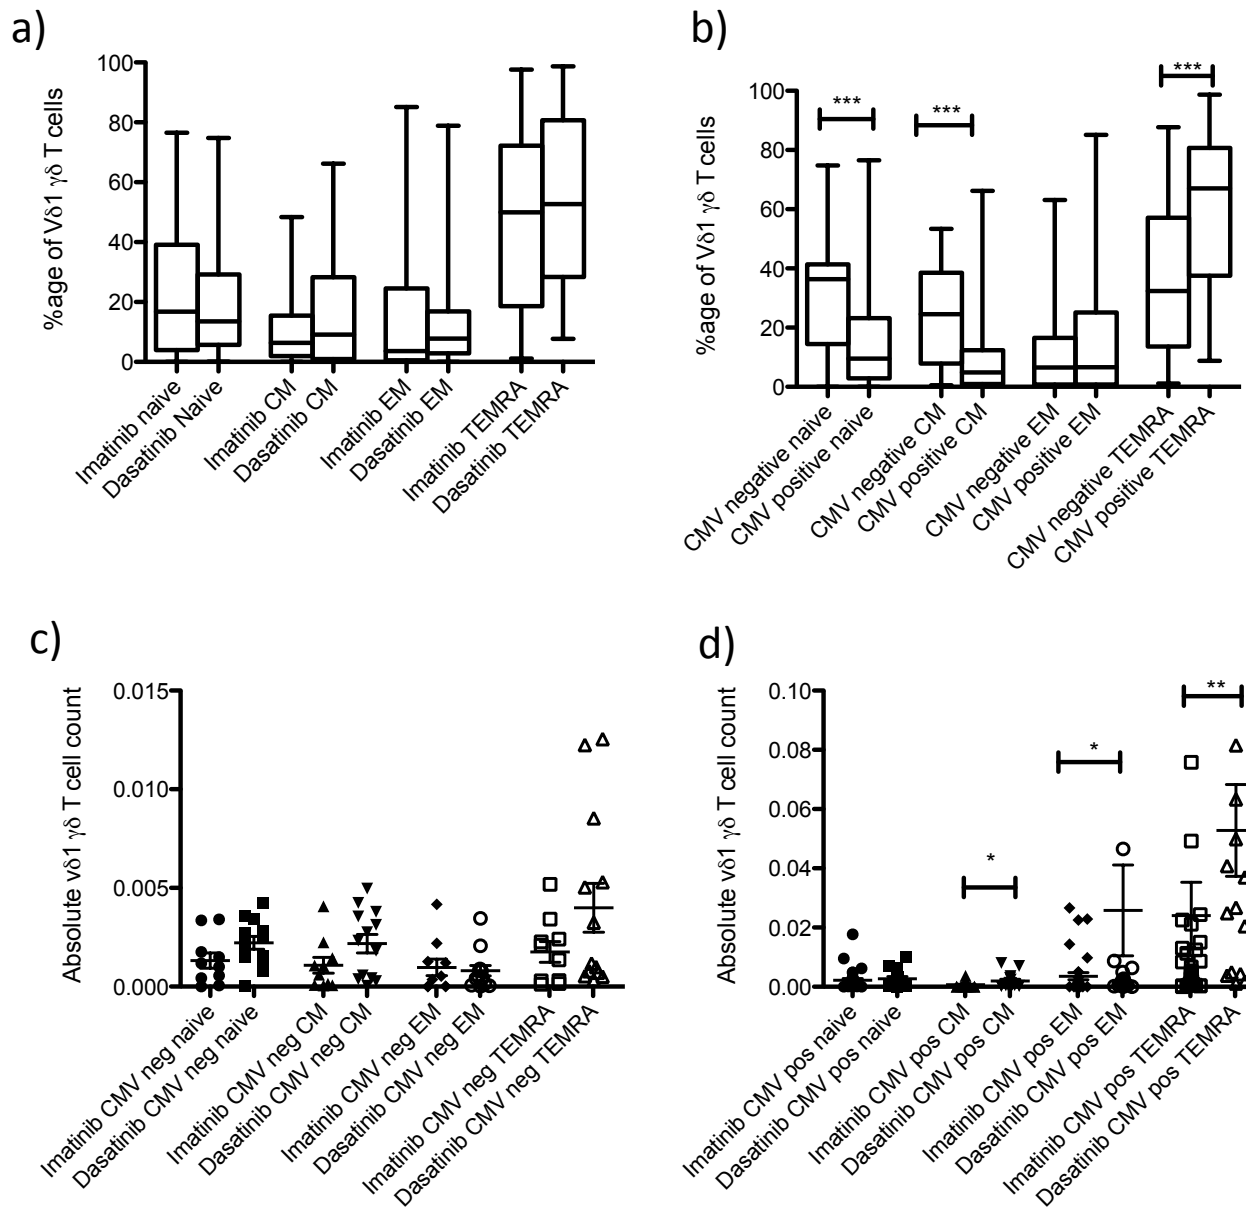 a)
%age of Vδ1 γδ T cells
100
80
60
40
20
0
Imatinib naive
Dasatinib Naive
Imatinib CM
Dasatinib CM
Imatinib EM
Dasatinib EM
Imatinib TEMRA
Dasatinib TEMRA
b)
%age of Vδ1 γδ T cells
100
80
60
40
20
0
***
***
***
CMV negative naive
CMV positive naive
CMV negative CM
CMV positive CM
CMV negative EM
CMV positive EM
CMV negative TEMRA
CMV positive TEMRA
c)
Absolute vδ1 γδ T cell count
0.015
0.010
0.005
0.000
Imatinib CMV neg naive
Dasatinib CMV neg naive
Imatinib CMV neg CM
Dasatinib CMV neg CM
Imatinib CMV neg EM
Dasatinib CMV neg EM
Imatinib CMV neg TEMRA
Dasatinib CMV neg TEMRA
d)
Absolute vδ1 γδ T cell count
0.10
0.08
0.06
0.04
0.02
0.00
*
*
**
Imatinib CMV pos naive
Dasatinib CMV pos naive
Imatinib CMV pos CM
Dasatinib CMV pos CM
Imatinib CMV pos EM
Dasatinib CMV pos EM
Imatinib CMV pos TEMRA
Dasatinib CMV pos TEMRA